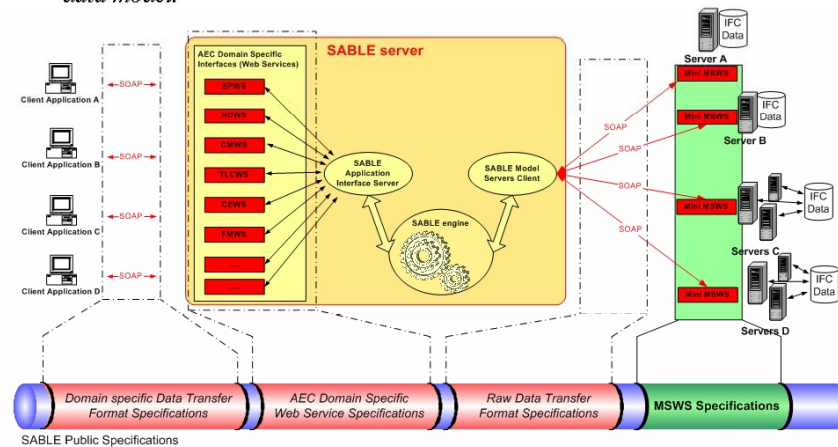 data model.
SABLE server
AEC Domain Specific
Interfaces (Web Services)
SPWS
HDWS
CMWS
TLCWS
CEWS
FMWS
.....
.....
SABLE
Application
Interface Server
SABLE Model
Servers Client
SABLE engine
Client Application A
Client Application B
Client Application C
Client Application D
SOAP
SOAP
SOAP
SOAP
SOAP
SOAP
SOAP
SOAP
Mini MSWS
Mini MSWS
Mini MSWS
Mini MSWS
Server A
IFC
Data
Server B
IFC
Data
Servers C
IFC
Data
Servers D
IFC
Data
Domain specific Data Transfer
Format Specifications
AEC Domain Specific
Web Service Specifications
Raw Data Transfer
Format Specifications
MSWS Specifications
SABLE Public Specifications